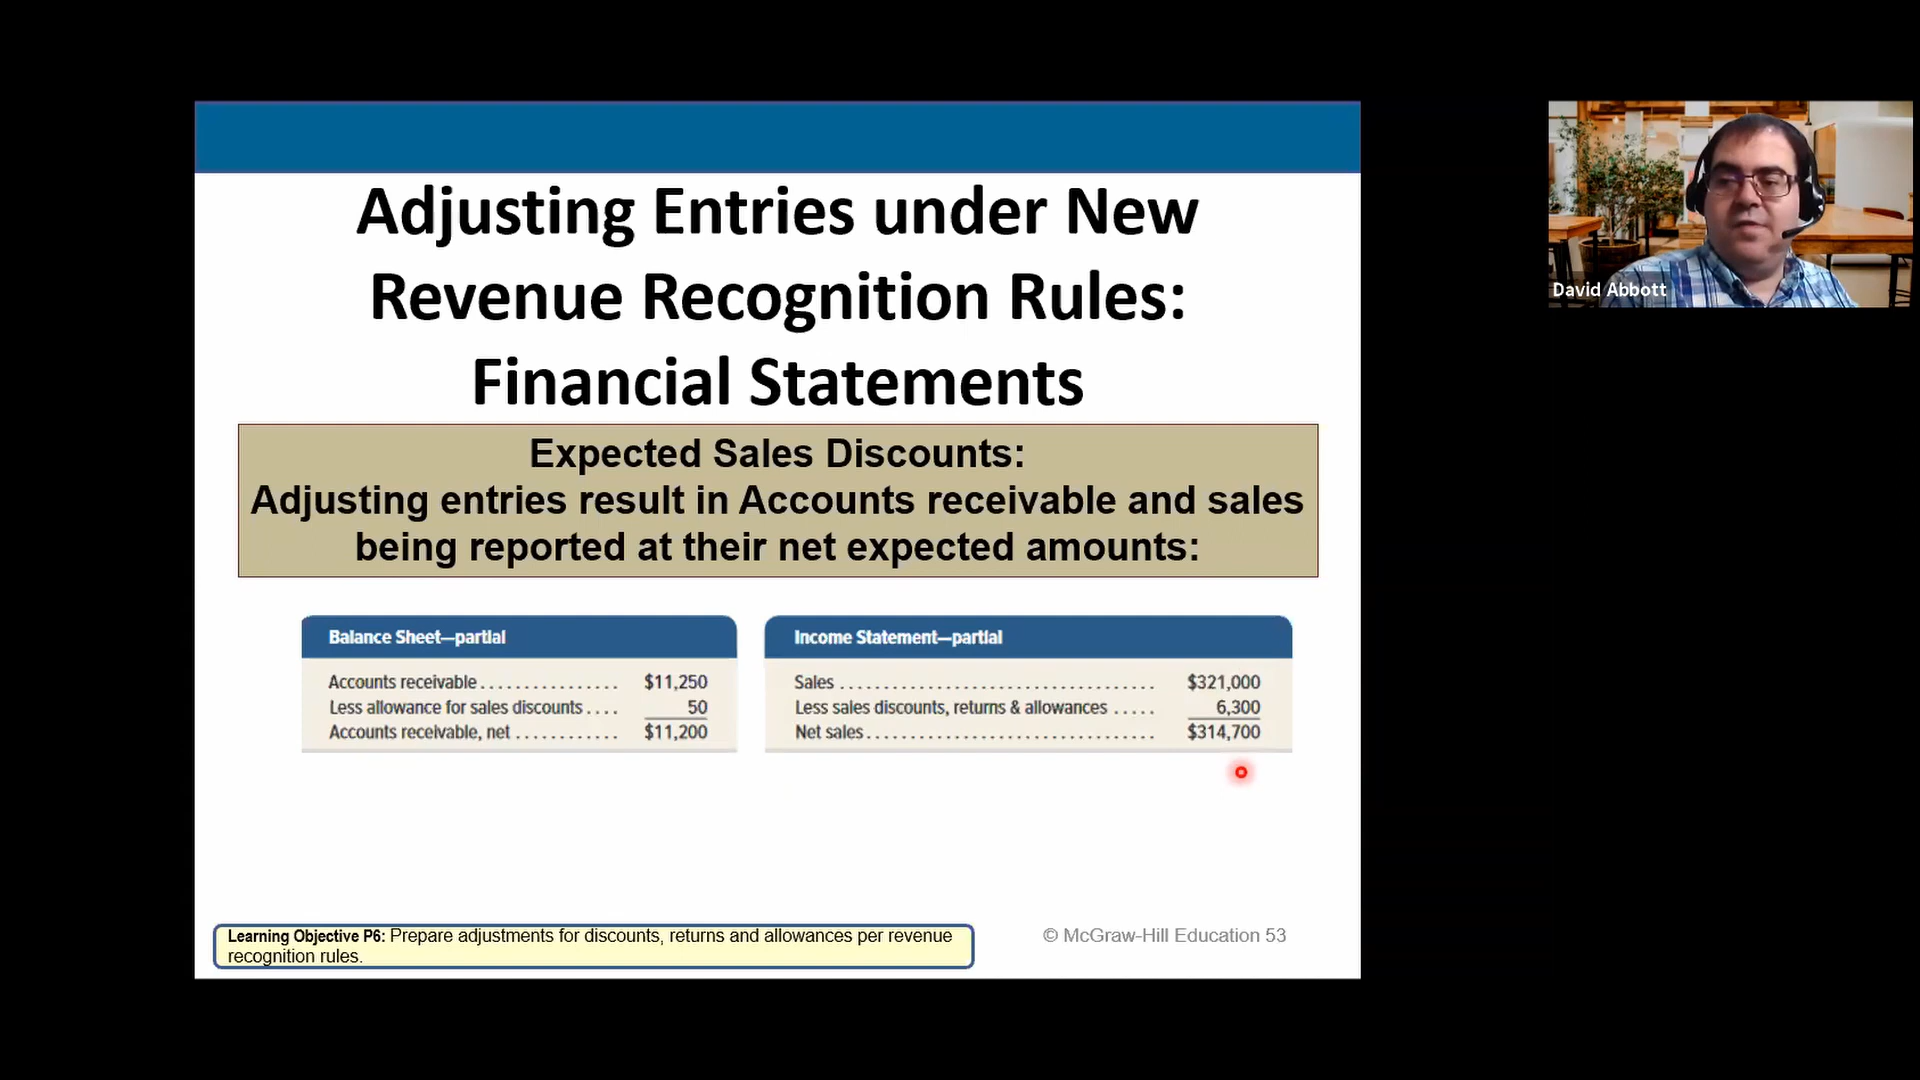 Adjusting Entries under New
Revenue Recognition Rules:
Financial Statements
Expected Sales Discounts:
Adjusting entries result in Accounts receivable and sales
being reported at their net expected amounts:
Balance Sheet—partial
Accounts receivable . . . . . . . . . . . . . . . . $11,250
Less allowance for sales discounts . . . . 50
Accounts receivable, net . . . . . . . . . . . . $11,200
Income Statement—partial
Sales . . . . . . . . . . . . . . . . . . . . . . . . . . . . . . . . . . . $321,000
Less sales discounts, returns & allowances . . . . . 6,300
Net sales . . . . . . . . . . . . . . . . . . . . . . . . . . . . . . . . $314,700
Learning Objective P6: Prepare adjustments for discounts, returns and allowances per revenue
recognition rules.
© McGraw-Hill Education 53
David Abbott